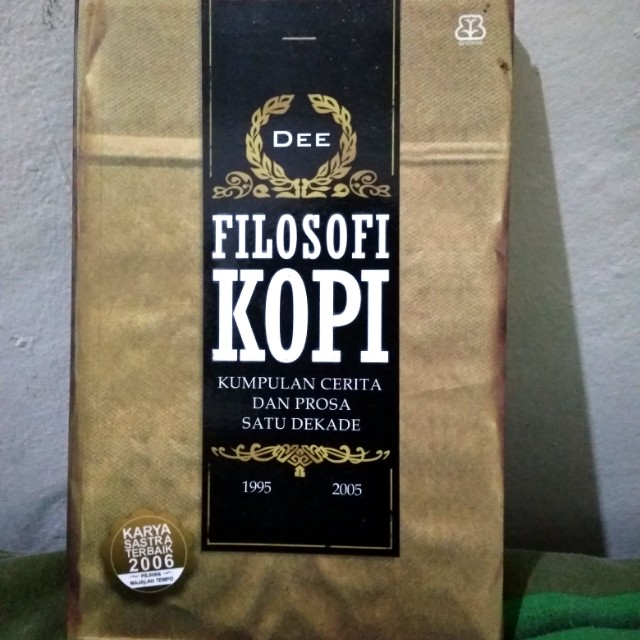 DEE
FILOSOFI
KOPI
KUMPULAN CERITA
DAN PROSA
SATU DEKADE
1995 2005
KARYA
SASTRA
TERBAIK
2006
PILIHAN
MAJALAH TEMPO